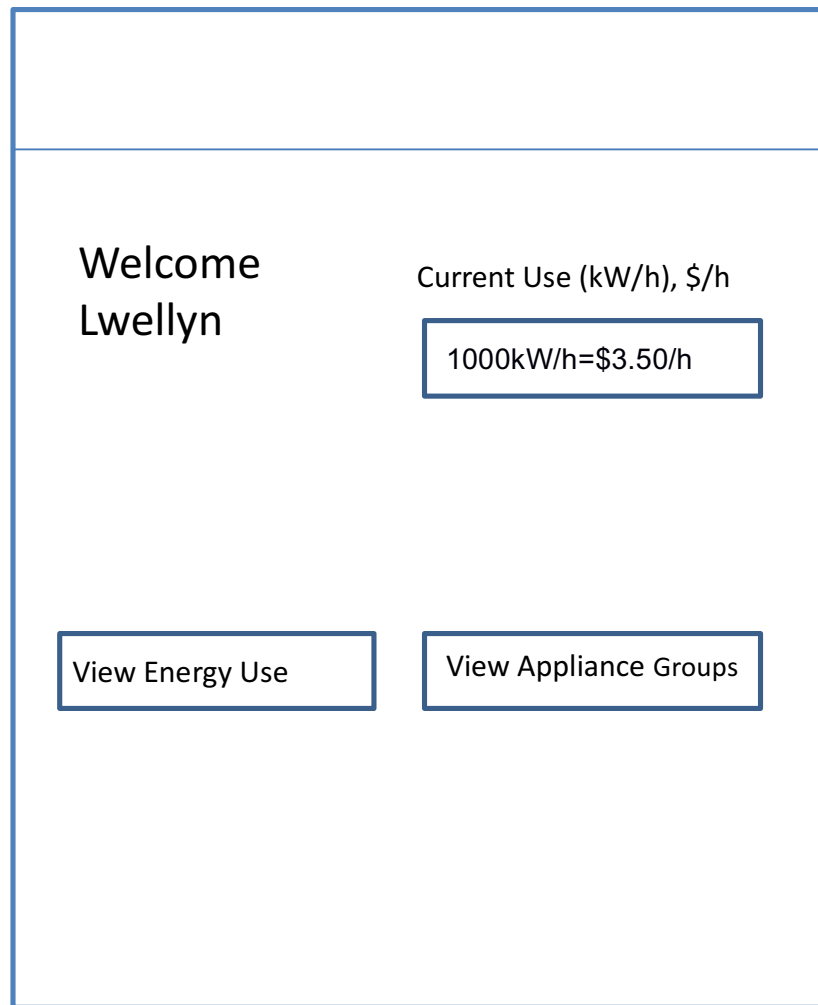 Welcome
Lwellyn
Current Use (kW/h), $/h
1000kW/h=$3.50/h
View Energy Use
View Appliance Groups